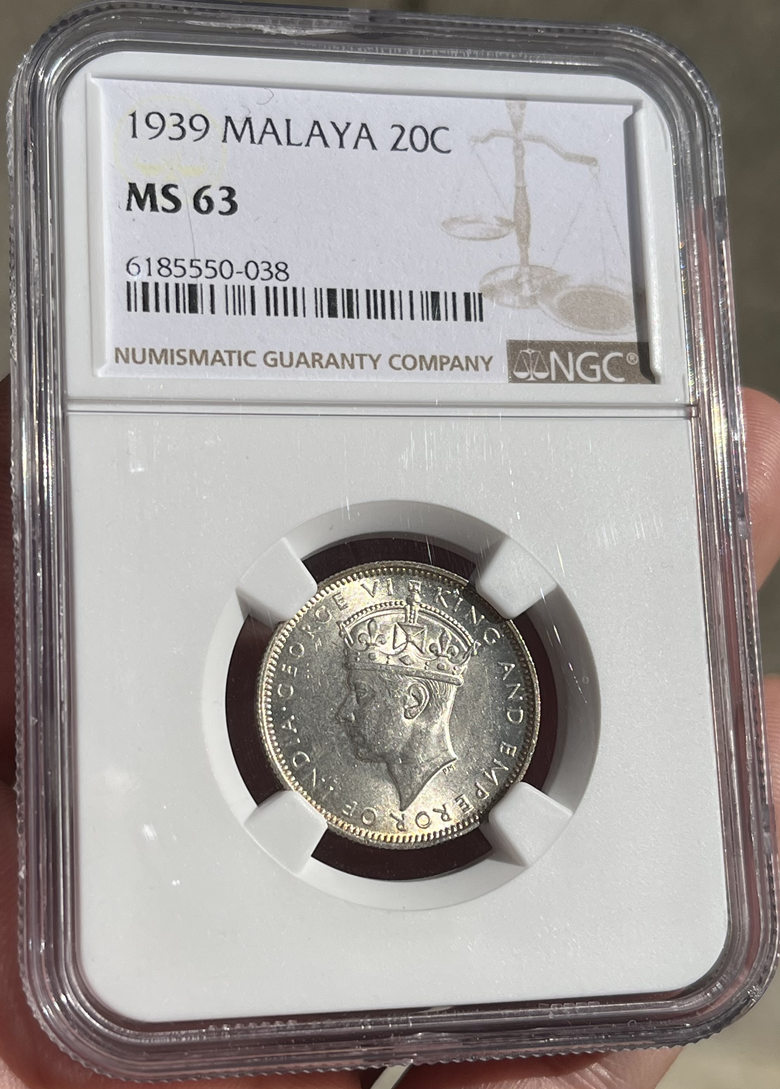 1939 MALAYA 20C
MS 63
6185550-038
NUMISMATIC GUARANTY COMPANY
NGC®
GEORGE VI KING AND EMPEROR OF INDIA